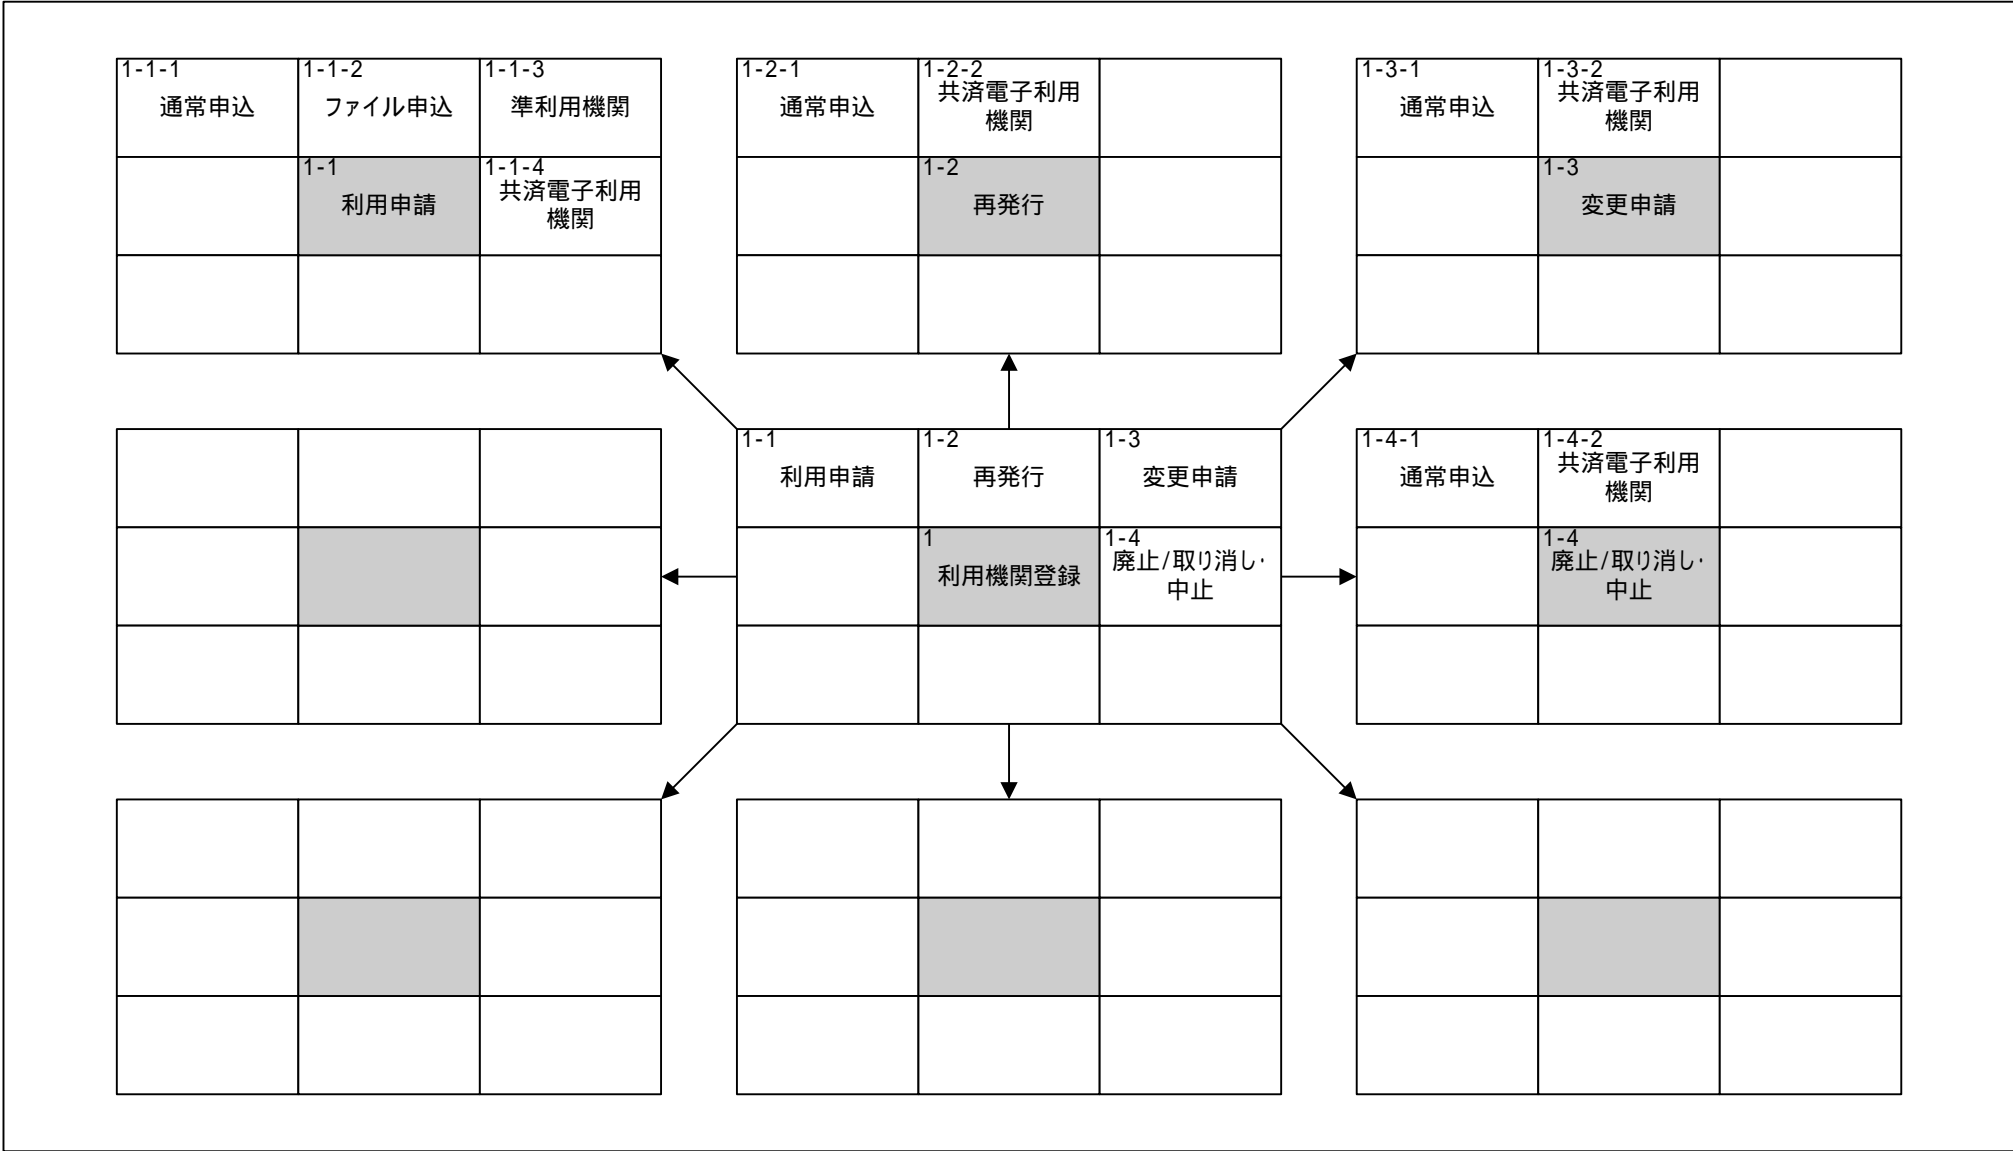 1-1-1
通常申込
1-1-2
ファイル申込
1-1-3
準利用機関
1-1
利用申請
1-1-4
共済電子利用
機関
1-2-1
通常申込
1-2-2
共済電子利用
機関
1-2
再発行
1-3-1
通常申込
1-3-2
共済電子利用
機関
1-3
変更申請
1-1
利用申請
1-2
再発行
1-3
変更申請
1
利用機関登録
1-4
廃止/取り消し・
中止
1-4-1
通常申込
1-4-2
共済電子利用
機関
1-4
廃止/取り消し・
中止